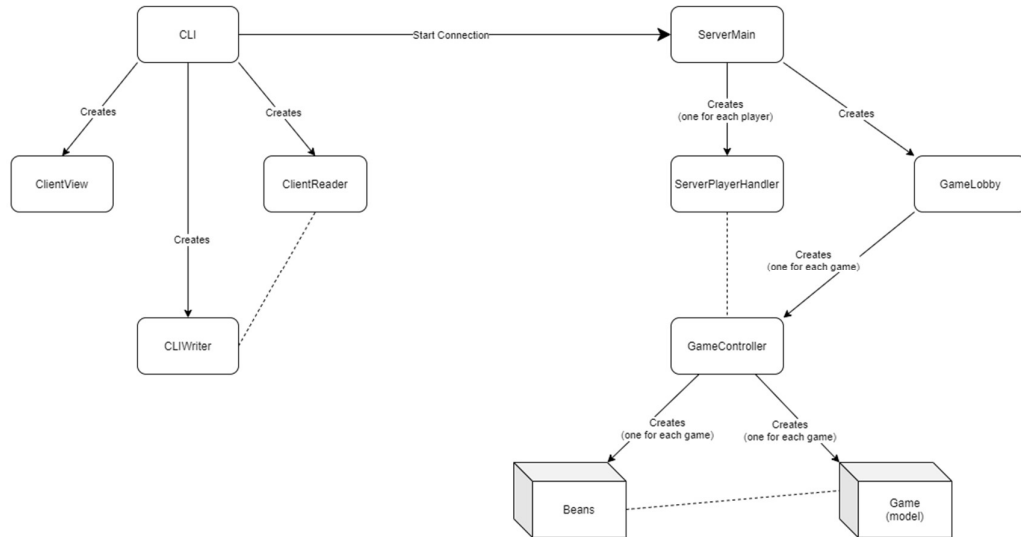 CLI
Start Connection
ServerMain
Creates
Creates
Creates
(one for each player)
Creates
ClientView
ClientReader
ServerPlayerHandler
GameLobby
Creates
Creates
(one for each game)
CLIWriter
GameController
Creates
(one for each game)
Creates
(one for each game)
Beans
Game
(model)